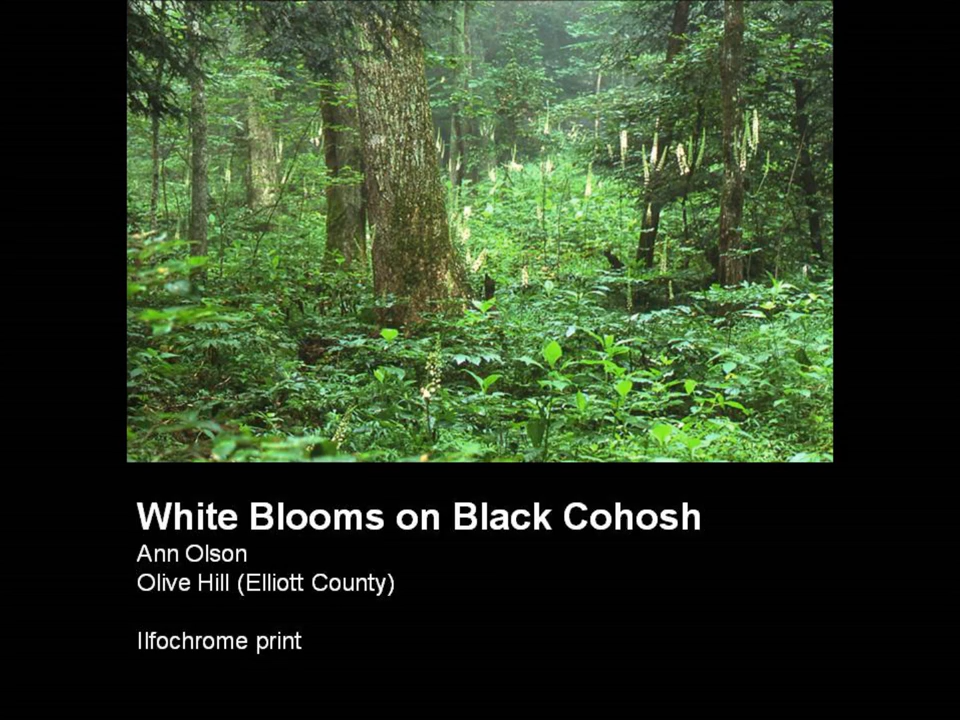 White Blooms on Black Cohosh
Ann Olson
Olive Hill (Elliott County)
Ilfochrome print